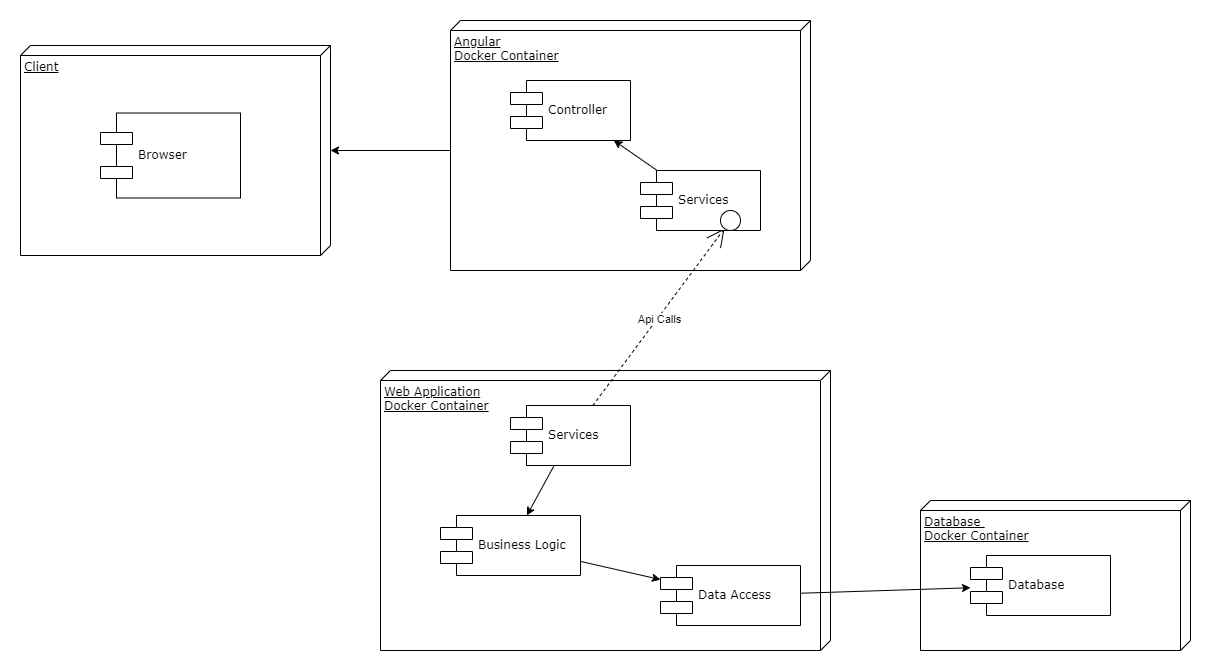 Client
Browser
Angular
Docker Container
Controller
Services
Api Calls
Web Application
Docker Container
Services
Business Logic
Data Access
Database
Docker Container
Database